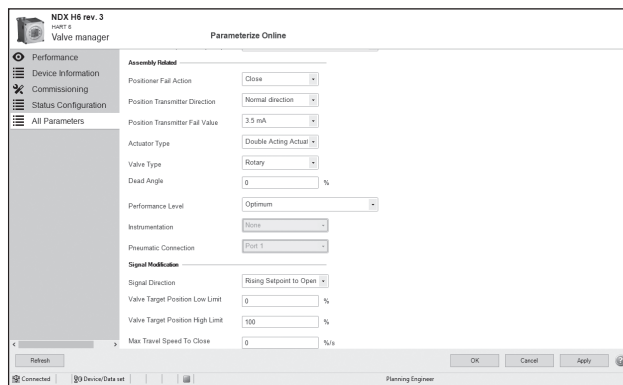 NDX H6 rev. 3
HART 6
Valve manager
Parameterize Online
Performance
Device Information
Commissioning
Status Configuration
All Parameters
Assembly Related
Positioner Fail Action Close
Position Transmitter Direction Normal direction
Position Transmitter Fail Value 3.5 mA
Actuator Type Double Acting Actuat
Valve Type Rotary
Dead Angle 0 %
Performance Level Optimum
Instrumentation None
Pneumatic Connection Port 1
Signal Modification
Signal Direction Rising Setpoint to Open
Valve Target Position Low Limit 0 %
Valve Target Position High Limit 100 %
Max Travel Speed To Close 0 %/s
Refresh OK Cancel Apply
Connected Device/Data set Planning Engineer